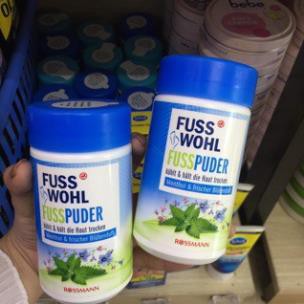 bebe
FUSS
WOHL
FUSSPUDER
kühlt & hält die Haut trocken
Menthol & frischer Blütenduft
ROSSMANN
FUSS
WOHL
FUSSPUDER
kühlt & hält die Haut trocken
Menthol & frischer Blütenduft
ROSSMANN